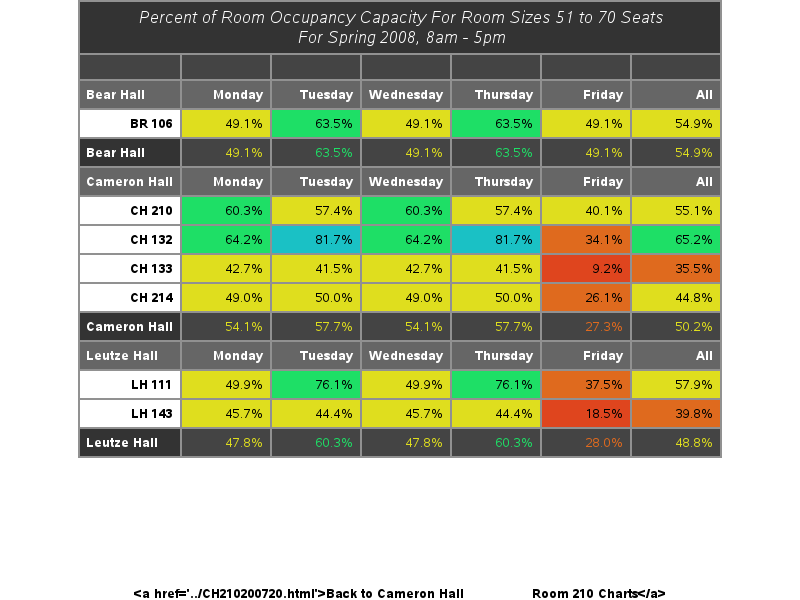 Percent of Room Occupancy Capacity For Room Sizes 51 to 70 Seats
For Spring 2008, 8am - 5pm
Bear Hall Monday Tuesday Wednesday Thursday Friday All
BR 106 49.1% 63.5% 49.1% 63.5% 49.1% 54.9%
Bear Hall 49.1% 63.5% 49.1% 63.5% 49.1% 54.9%
Cameron Hall Monday Tuesday Wednesday Thursday Friday All
CH 210 60.3% 57.4% 60.3% 57.4% 40.1% 55.1%
CH 132 64.2% 81.7% 64.2% 81.7% 34.1% 65.2%
CH 133 42.7% 41.5% 42.7% 41.5% 9.2% 35.5%
CH 214 49.0% 50.0% 49.0% 50.0% 26.1% 44.8%
Cameron Hall 54.1% 57.7% 54.1% 57.7% 27.3% 50.2%
Leutze Hall Monday Tuesday Wednesday Thursday Friday All
LH 111 49.9% 76.1% 49.9% 76.1% 37.5% 57.9%
LH 143 45.7% 44.4% 45.7% 44.4% 18.5% 39.8%
Leutze Hall 47.8% 60.3% 47.8% 60.3% 28.0% 48.8%
<a href='../CH210200720.html'>Back to Cameron Hall Room 210 Charts</a>